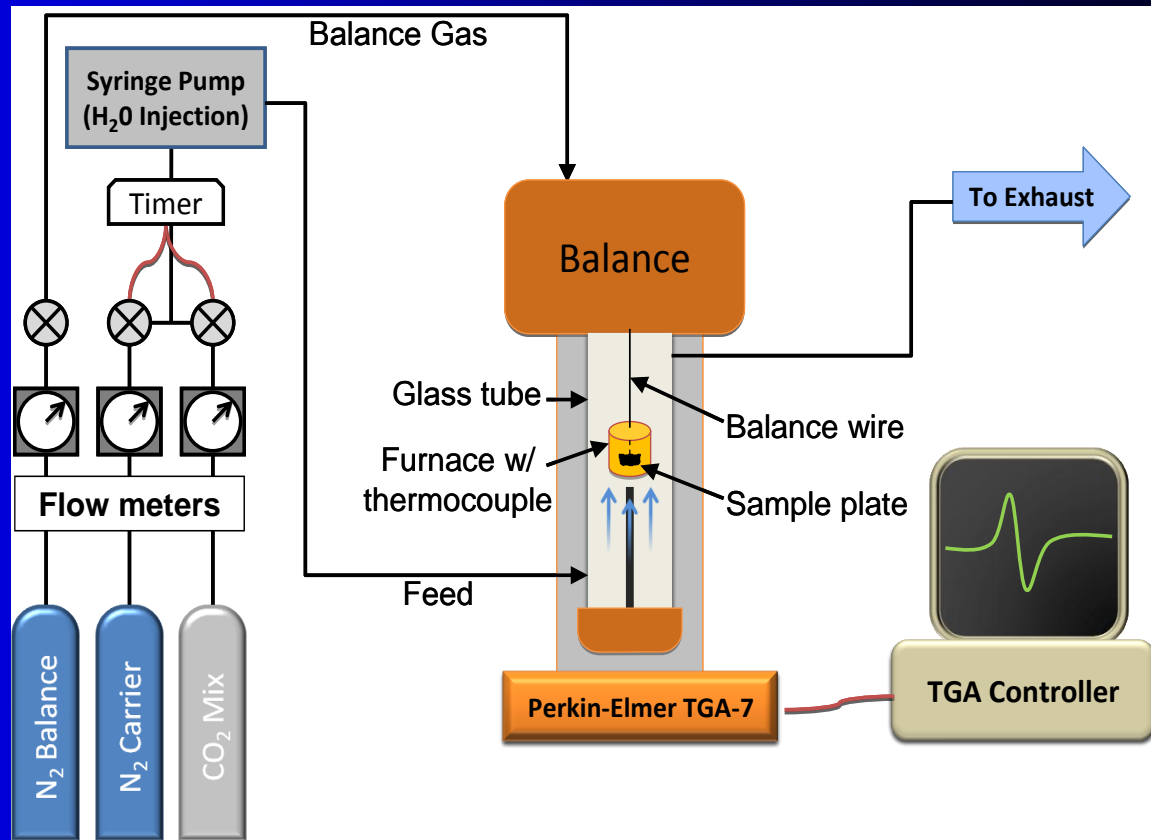 Balance Gas
Syringe Pump
(H₂0 Injection)
Timer
To Exhaust
Balance
Glass tube
Balance wire
Furnace w/
thermocouple
Sample plate
Flow meters
Feed
N₂ Balance
N₂ Carrier
CO₂ Mix
Perkin-Elmer TGA-7
TGA Controller